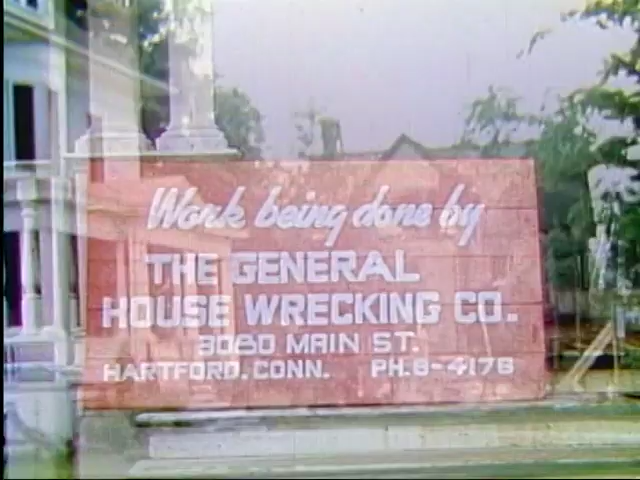 Work being done by
THE GENERAL
HOUSE WRECKING CO.
3080 MAIN ST.
HARTFORD. CONN. PH. 8-4176